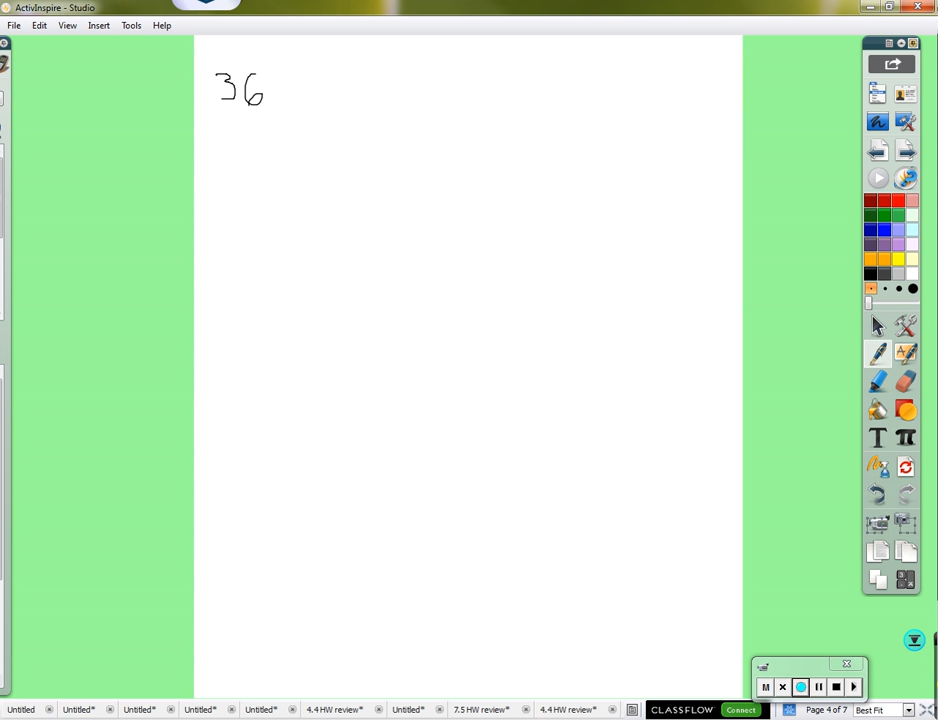 ActivInspire - Studio
File Edit View Insert Tools Help
36
M
Untitled Untitled* Untitled* Untitled* Untitled* 4.4 HW review* Untitled* 7.5 HW review* 4.4 HW review* CLASSFLOW Connect Page 4 of 7 Best Fit